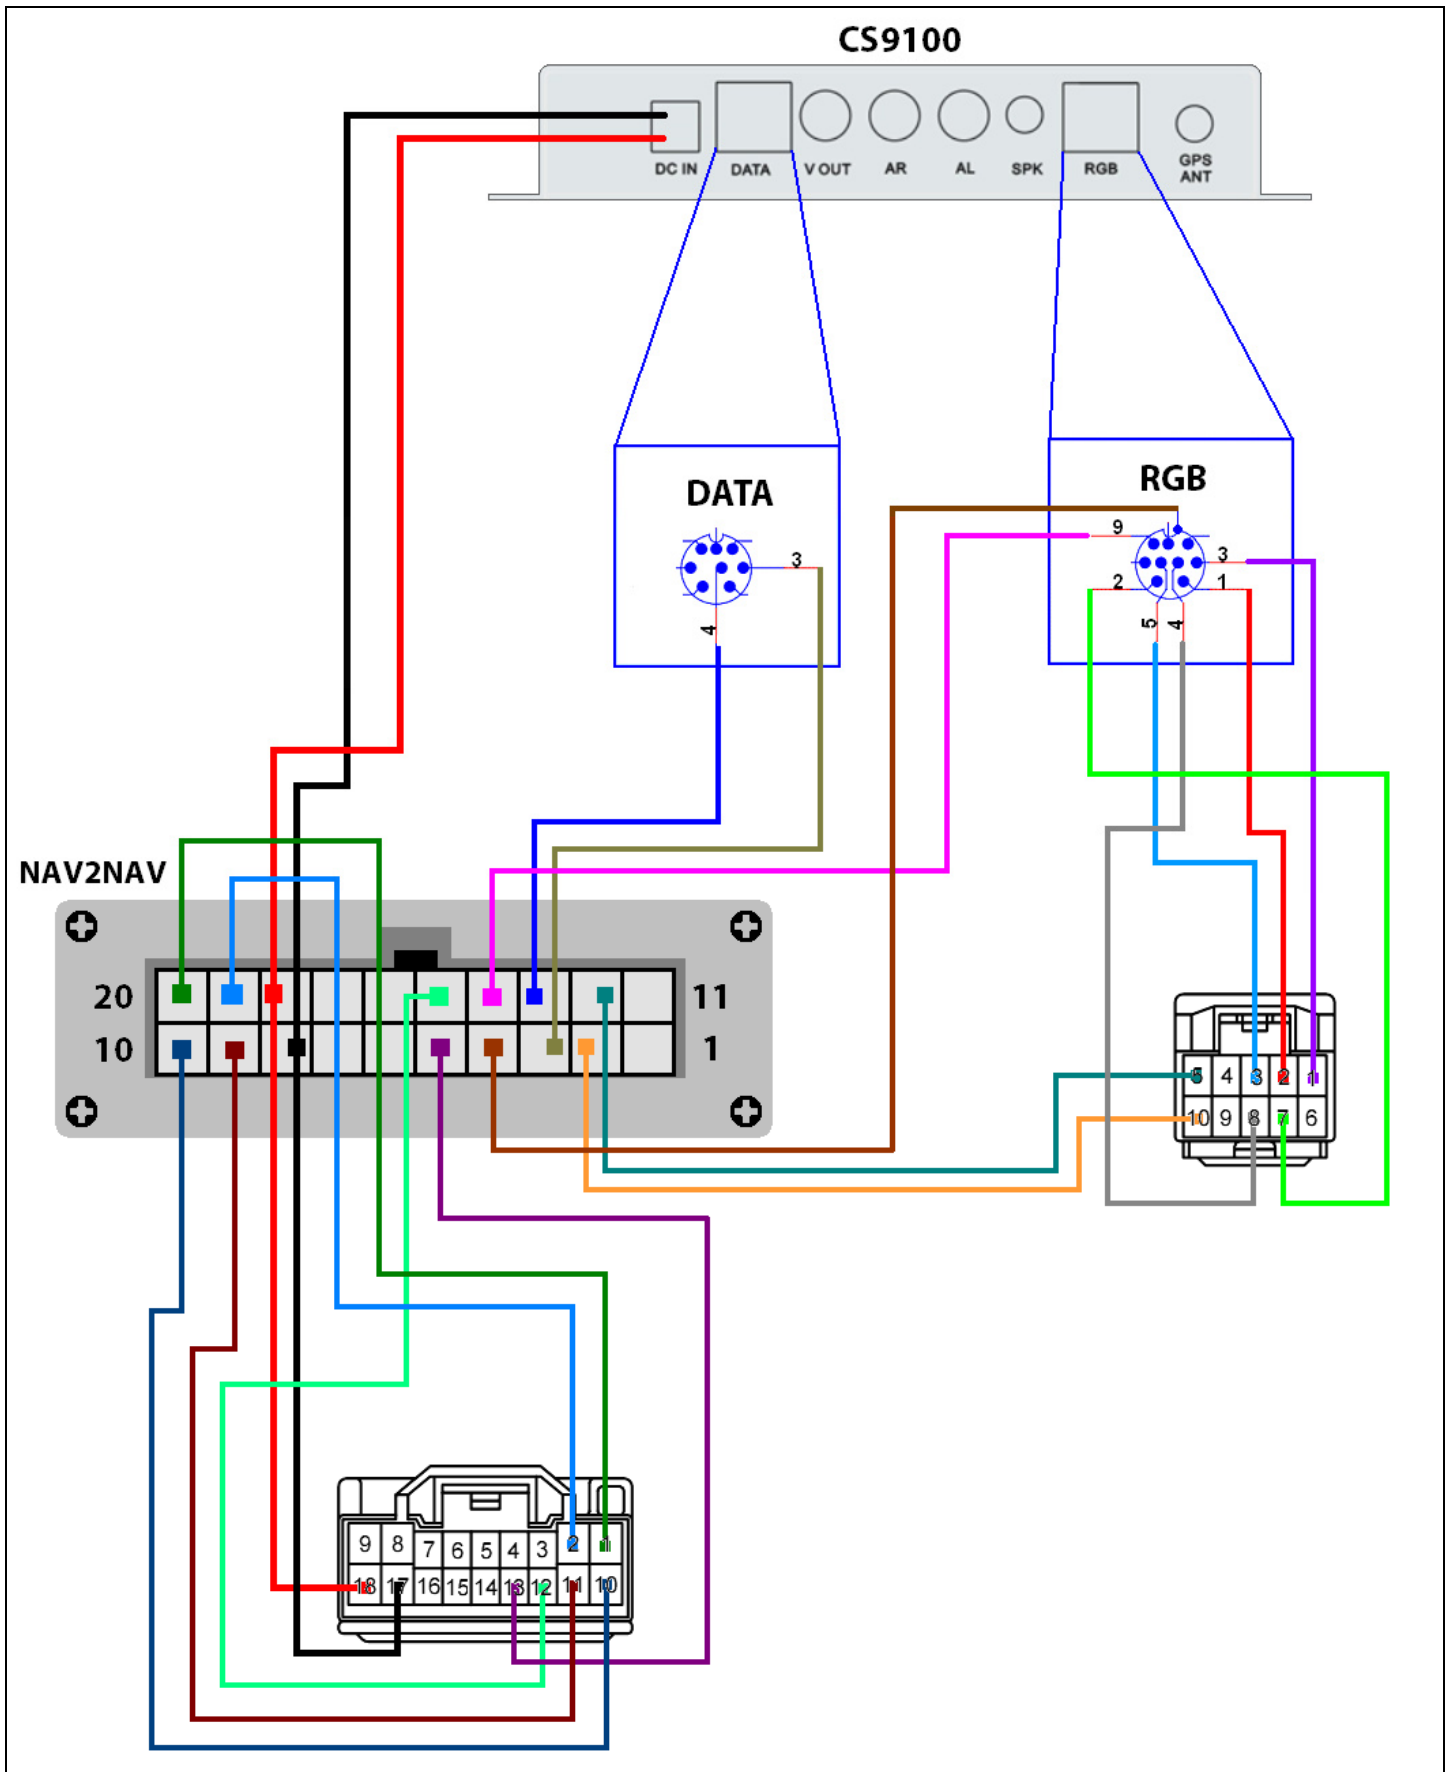 CS9100
DC IN DATA V OUT AR AL SPK RGB GPS ANT
DATA
3
4
RGB
9
3
2
1
5 4
NAV2NAV
20 11
10 1
5 4 3 2 1
10 9 8 7 6
9 8 7 6 5 4 3 2 1
18 17 16 15 14 13 12 11 10